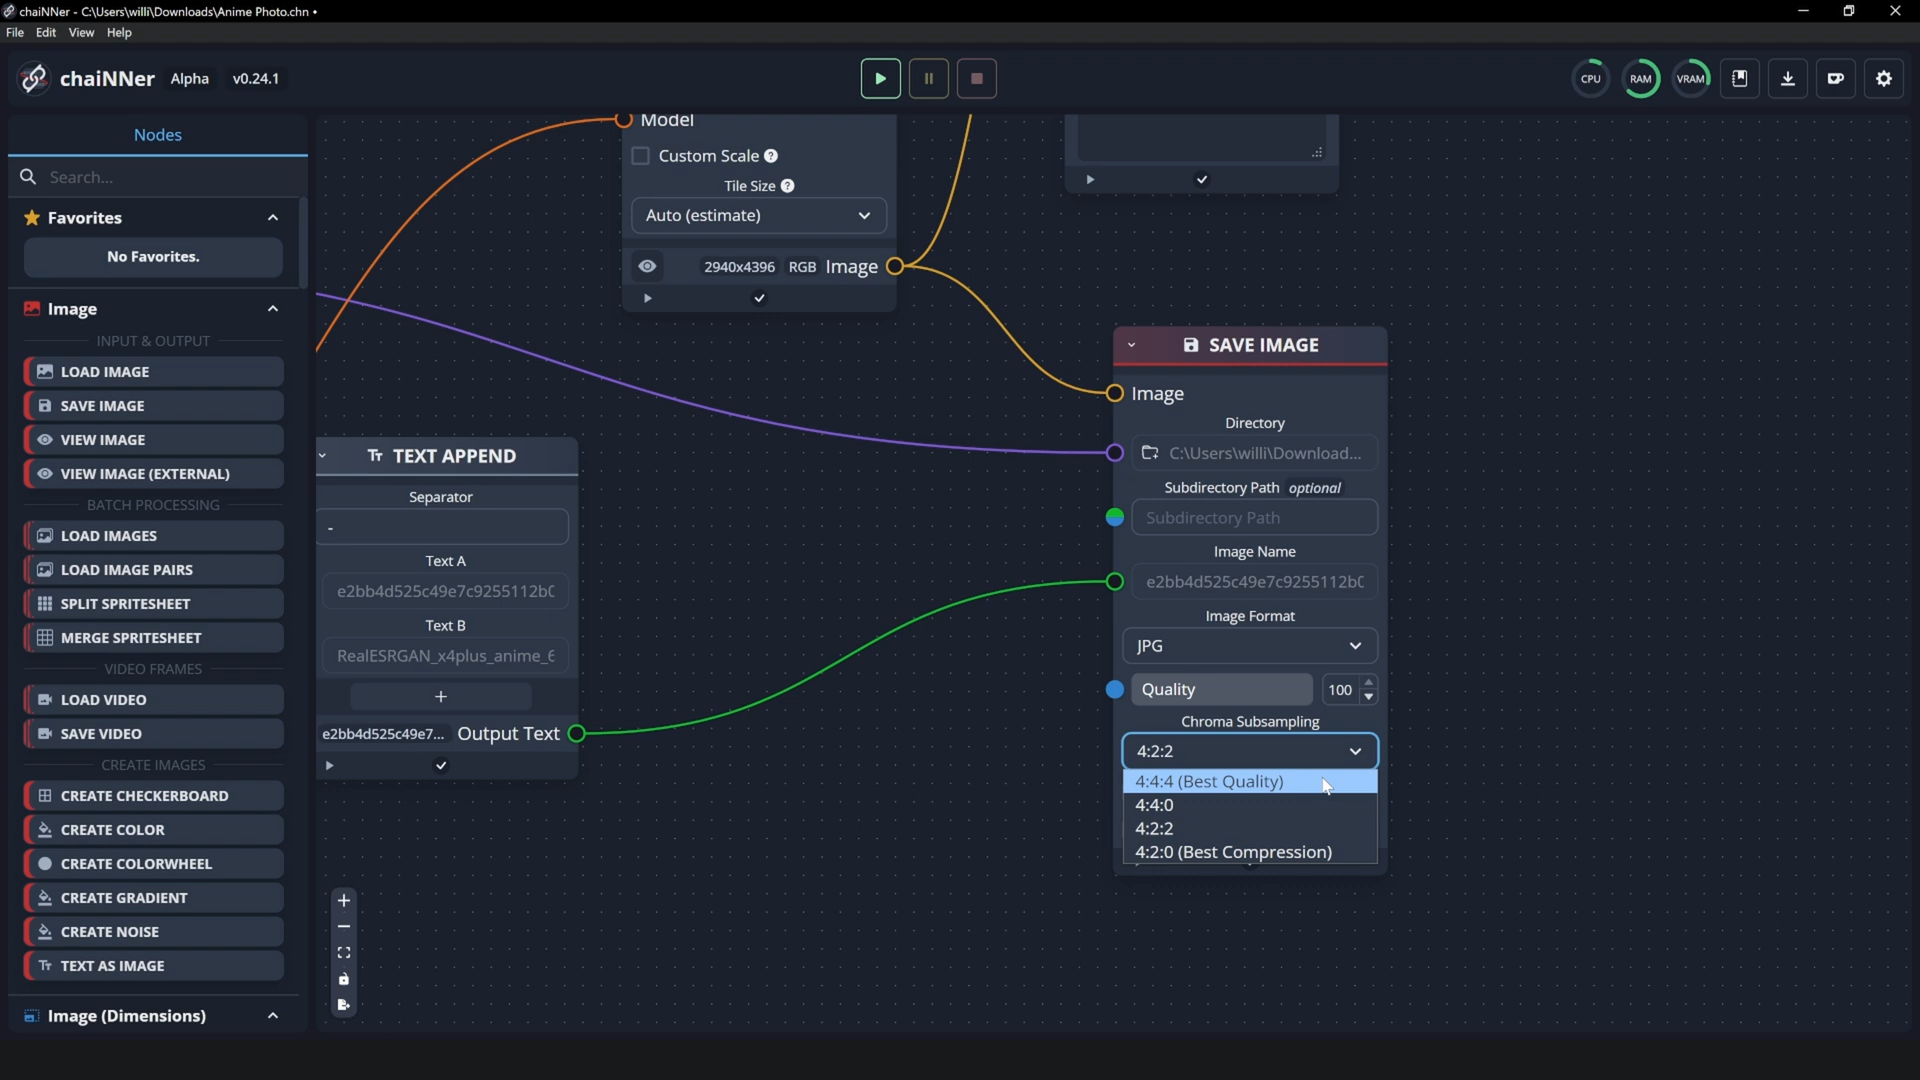 chaiNNer - C:\Users\willi\Downloads\Anime Photo.chn •
File Edit View Help
chaiNNer Alpha v0.24.1
CPU RAM VRAM
Nodes
Search...
Favorites
No Favorites.
Image
INPUT & OUTPUT
LOAD IMAGE
SAVE IMAGE
VIEW IMAGE
VIEW IMAGE (EXTERNAL)
BATCH PROCESSING
LOAD IMAGES
LOAD IMAGE PAIRS
SPLIT SPRITESHEET
MERGE SPRITESHEET
VIDEO FRAMES
LOAD VIDEO
SAVE VIDEO
CREATE IMAGES
CREATE CHECKERBOARD
CREATE COLOR
CREATE COLORWHEEL
CREATE GRADIENT
CREATE NOISE
TEXT AS IMAGE
Image (Dimensions)
Model
Custom Scale ?
Tile Size ?
Auto (estimate)
2940x4396 RGB Image
TEXT APPEND
Separator
-
Text A
e2bb4d525c49e7c9255112b0
Text B
RealESRGAN_x4plus_anime_6
+
e2bb4d525c49e7... Output Text
SAVE IMAGE
Image
Directory
C:\Users\willi\Download...
Subdirectory Path optional
Subdirectory Path
Image Name
e2bb4d525c49e7c9255112b0
Image Format
JPG
Quality 100
Chroma Subsampling
4:2:2
4:4:4 (Best Quality)
4:4:0
4:2:2
4:2:0 (Best Compression)